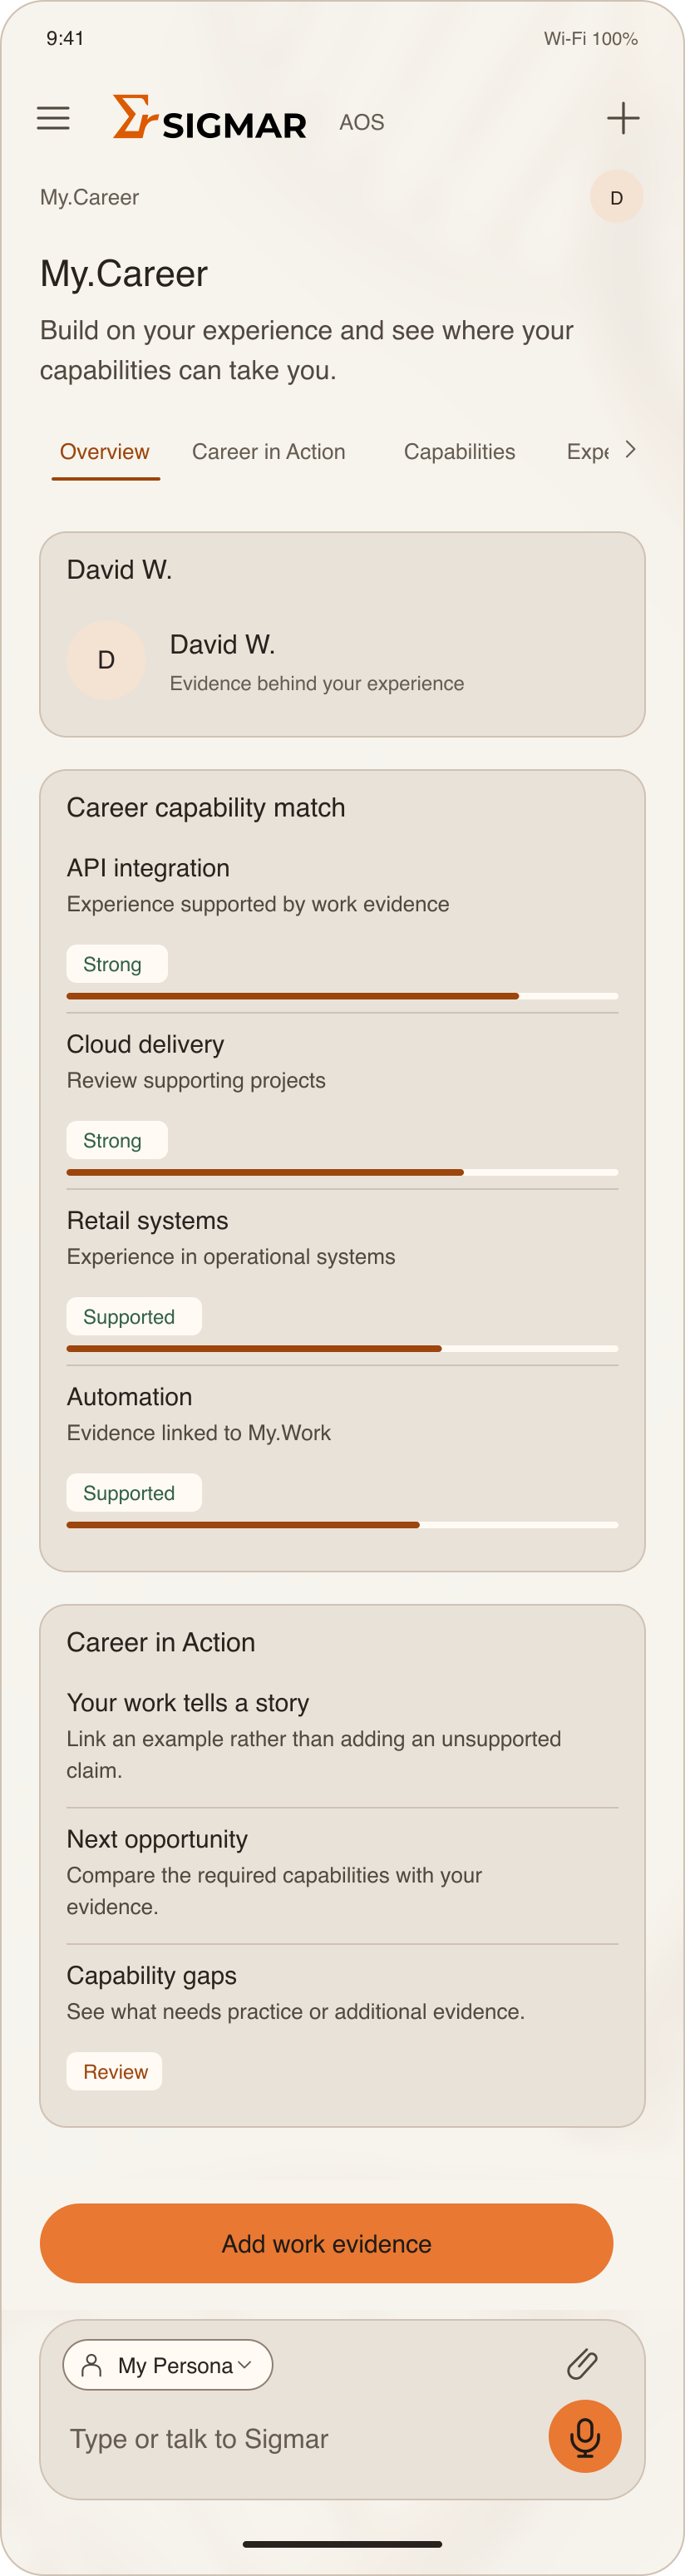 9:41
Wi-Fi 100%
Σr SIGMAR AOS
My.Career
D
My.Career
Build on your experience and see where your
capabilities can take you.
Overview
Career in Action
Capabilities
Expe
David W.
D
David W.
Evidence behind your experience
Career capability match
API integration
Experience supported by work evidence
Strong
Cloud delivery
Review supporting projects
Strong
Retail systems
Experience in operational systems
Supported
Automation
Evidence linked to My.Work
Supported
Career in Action
Your work tells a story
Link an example rather than adding an unsupported
claim.
Next opportunity
Compare the required capabilities with your
evidence.
Capability gaps
See what needs practice or additional evidence.
Review
Add work evidence
My Persona
Type or talk to Sigmar